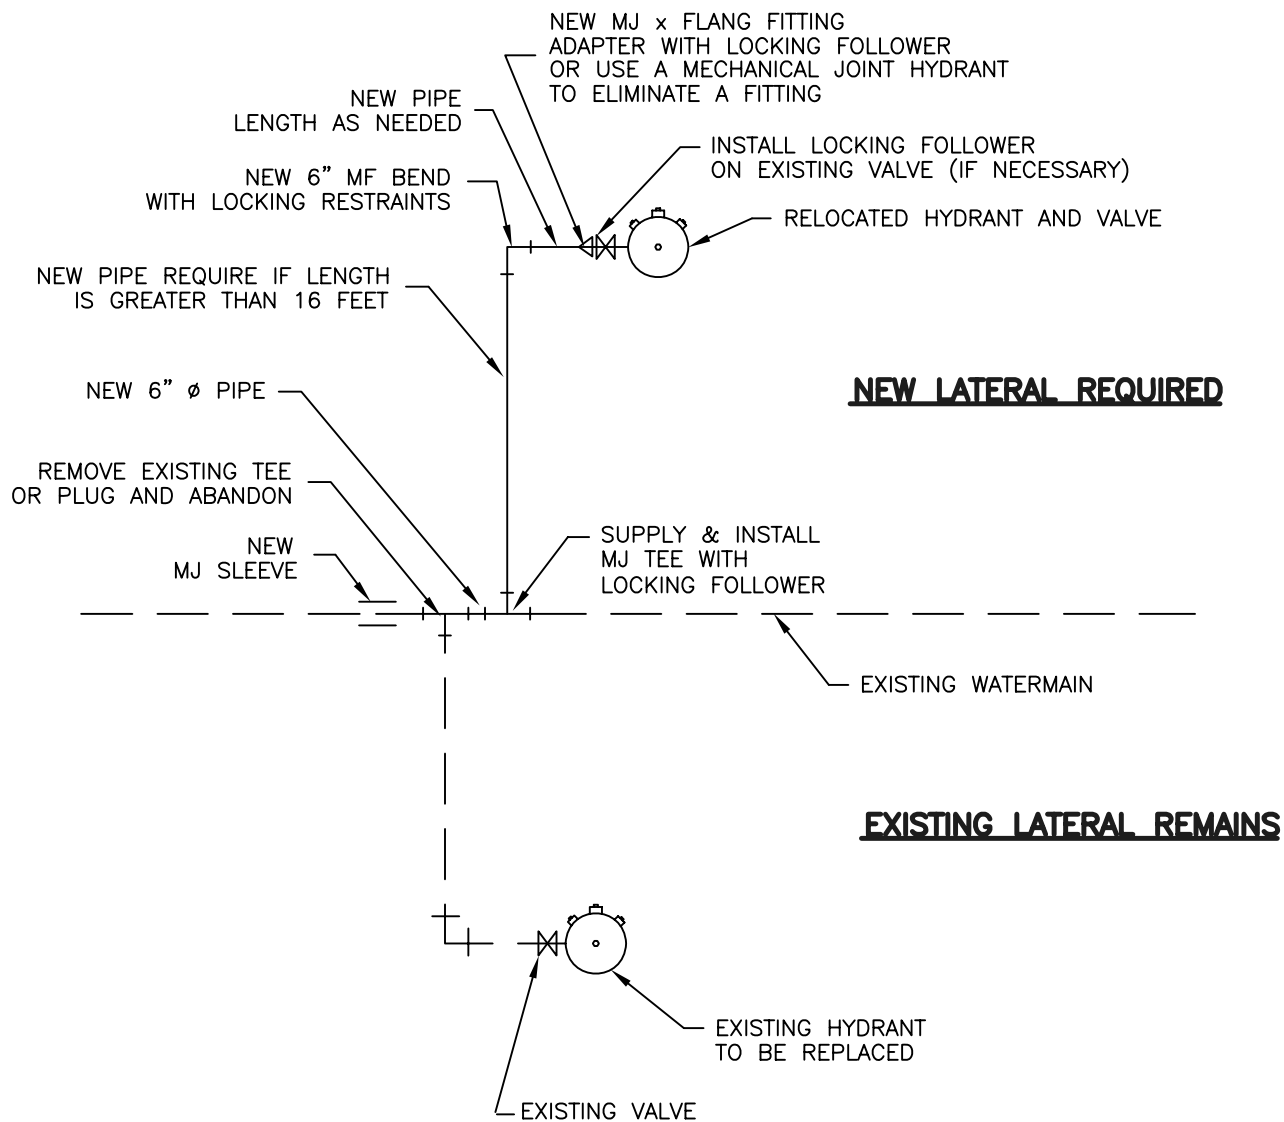 NEW MJ x FLANG FITTING
ADAPTER WITH LOCKING FOLLOWER
OR USE A MECHANICAL JOINT HYDRANT
TO ELIMINATE A FITTING
NEW PIPE
LENGTH AS NEEDED
INSTALL LOCKING FOLLOWER
ON EXISTING VALVE (IF NECESSARY)
NEW 6” MF BEND
WITH LOCKING RESTRAINTS
RELOCATED HYDRANT AND VALVE
NEW PIPE REQUIRE IF LENGTH
IS GREATER THAN 16 FEET
NEW 6” ø PIPE
NEW LATERAL REQUIRED
REMOVE EXISTING TEE
OR PLUG AND ABANDON
NEW
MJ SLEEVE
SUPPLY & INSTALL
MJ TEE WITH
LOCKING FOLLOWER
EXISTING WATERMAIN
EXISTING LATERAL REMAINS
EXISTING HYDRANT
TO BE REPLACED
EXISTING VALVE